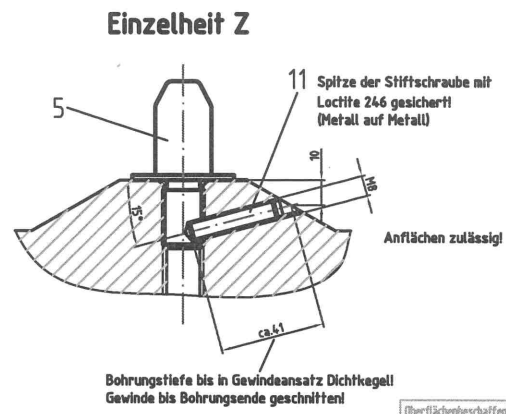 Einzelheit Z
5
11 Spitze der Stiftschraube mit
Loctite 246 gesichert!
(Metall auf Metall)
10
M8
15°
Anflächen zulässig!
ca.41
Bohrungstiefe bis in Gewindeansatz Dichtkegel!
Gewinde bis Bohrungsende geschnitten!